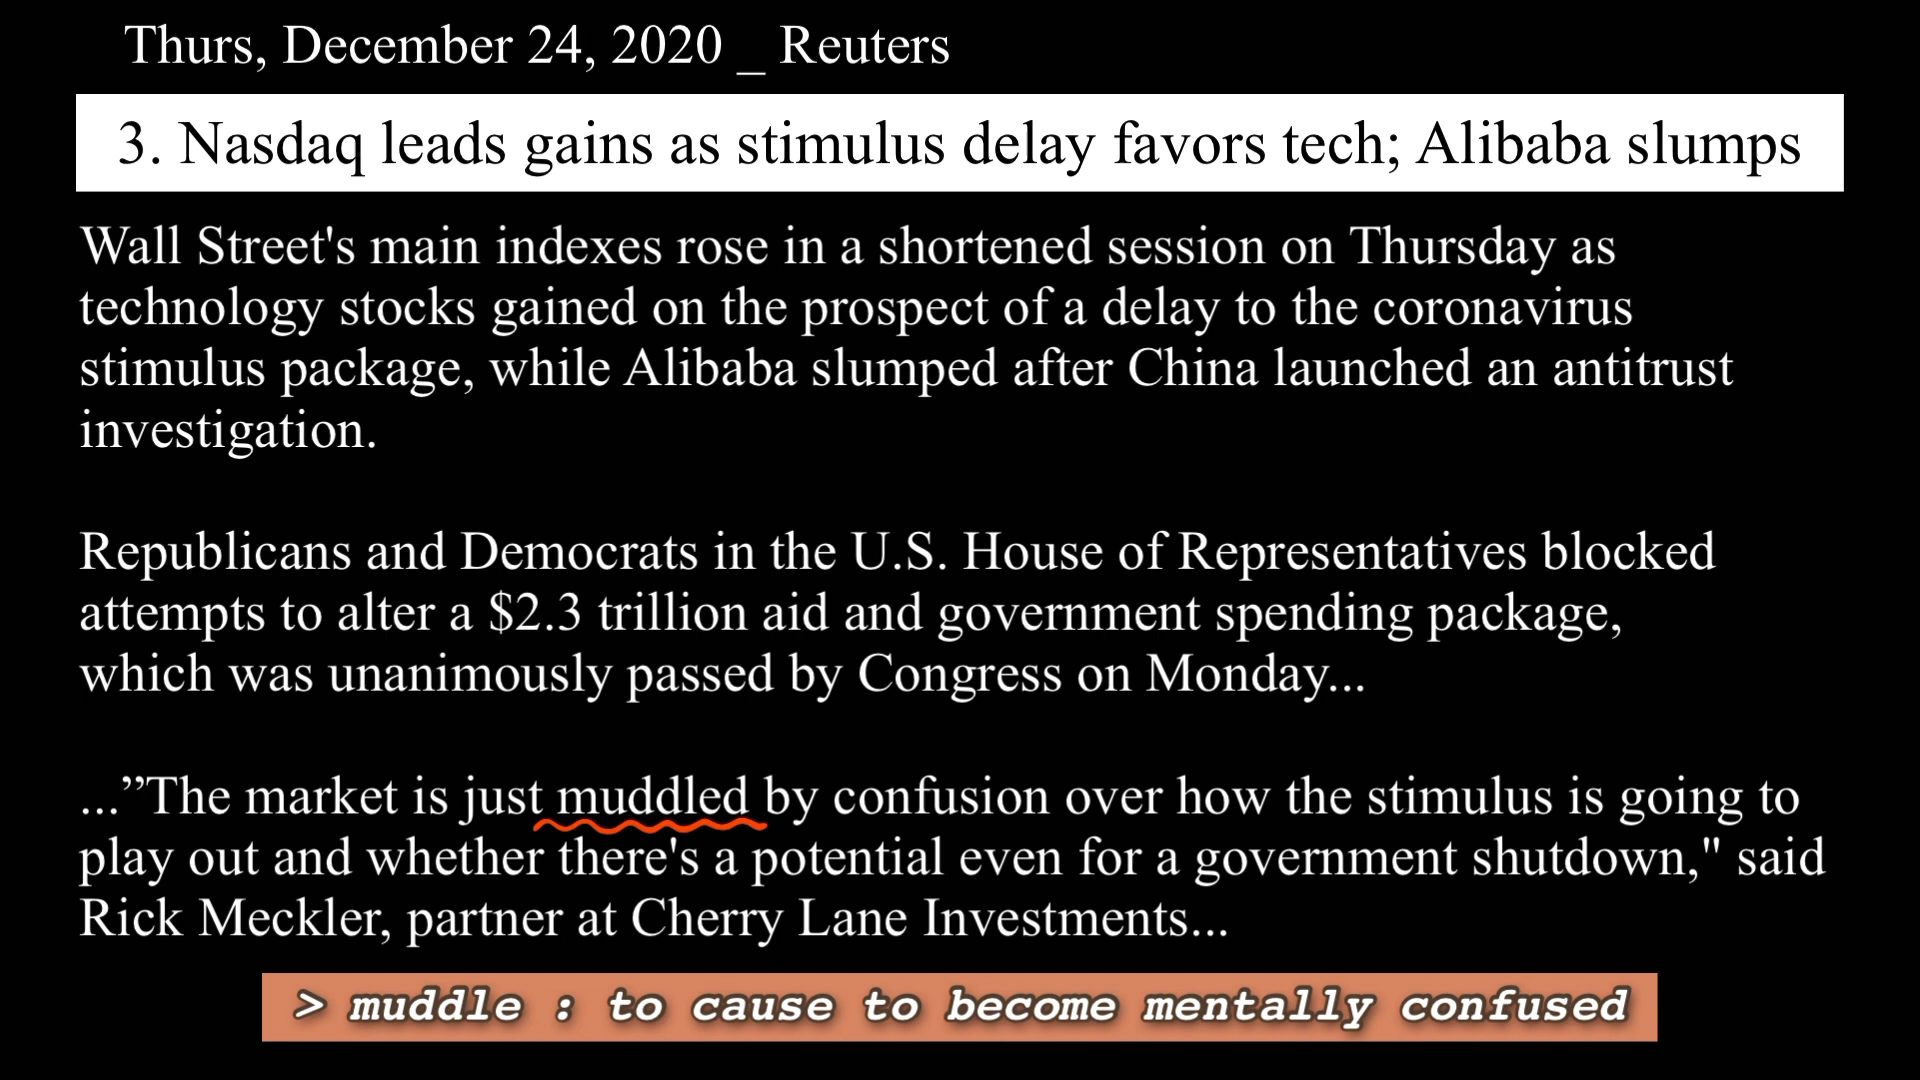 Thurs, December 24, 2020 _ Reuters
3. Nasdaq leads gains as stimulus delay favors tech; Alibaba slumps
Wall Street's main indexes rose in a shortened session on Thursday as
technology stocks gained on the prospect of a delay to the coronavirus
stimulus package, while Alibaba slumped after China launched an antitrust
investigation.
Republicans and Democrats in the U.S. House of Representatives blocked
attempts to alter a $2.3 trillion aid and government spending package,
which was unanimously passed by Congress on Monday...
...”The market is just muddled by confusion over how the stimulus is going to
play out and whether there's a potential even for a government shutdown," said
Rick Meckler, partner at Cherry Lane Investments...
> muddle : to cause to become mentally confused